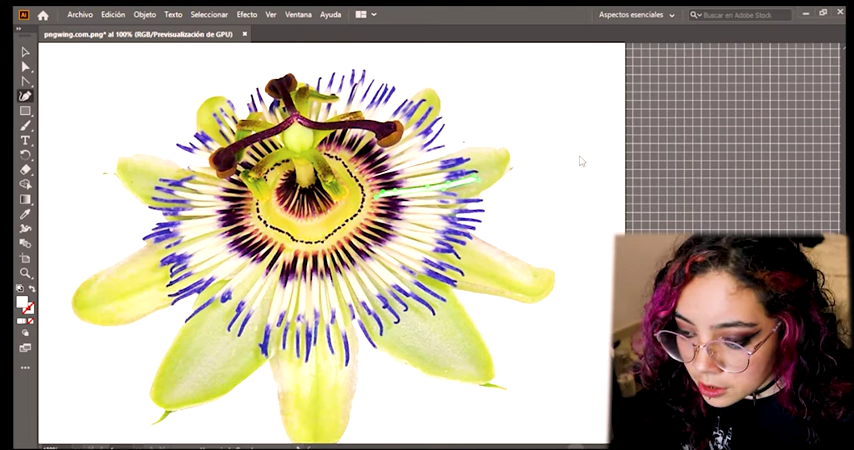 Ai Archivo Edición Objeto Texto Seleccionar Efecto Ver Ventana Ayuda Aspectos esenciales Buscar en Adobe Stock
pngwing.com.png* al 100% (RGB/Previsualización de GPU) ×